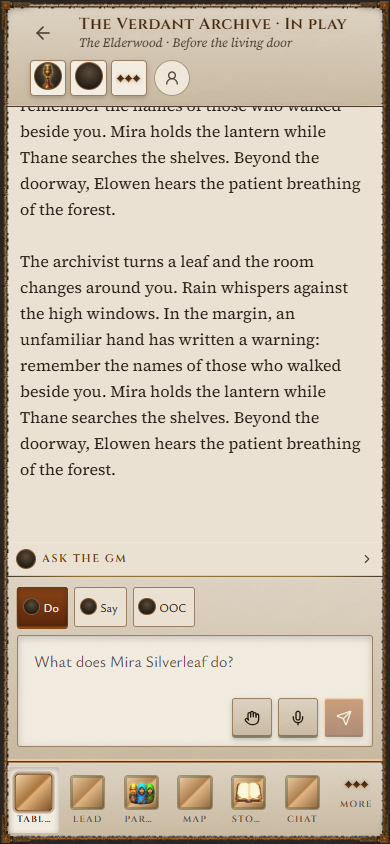 The Verdant Archive · In play
The Elderwood · Before the living door
remember the names of those who walked
beside you. Mira holds the lantern while
Thane searches the shelves. Beyond the
doorway, Elowen hears the patient breathing
of the forest.
The archivist turns a leaf and the room
changes around you. Rain whispers against
the high windows. In the margin, an
unfamiliar hand has written a warning:
remember the names of those who walked
beside you. Mira holds the lantern while
Thane searches the shelves. Beyond the
doorway, Elowen hears the patient breathing
of the forest.
ASK THE GM
Do Say OOC
What does Mira Silverleaf do?
TABL… LEAD PAR… MAP STO… CHAT MORE